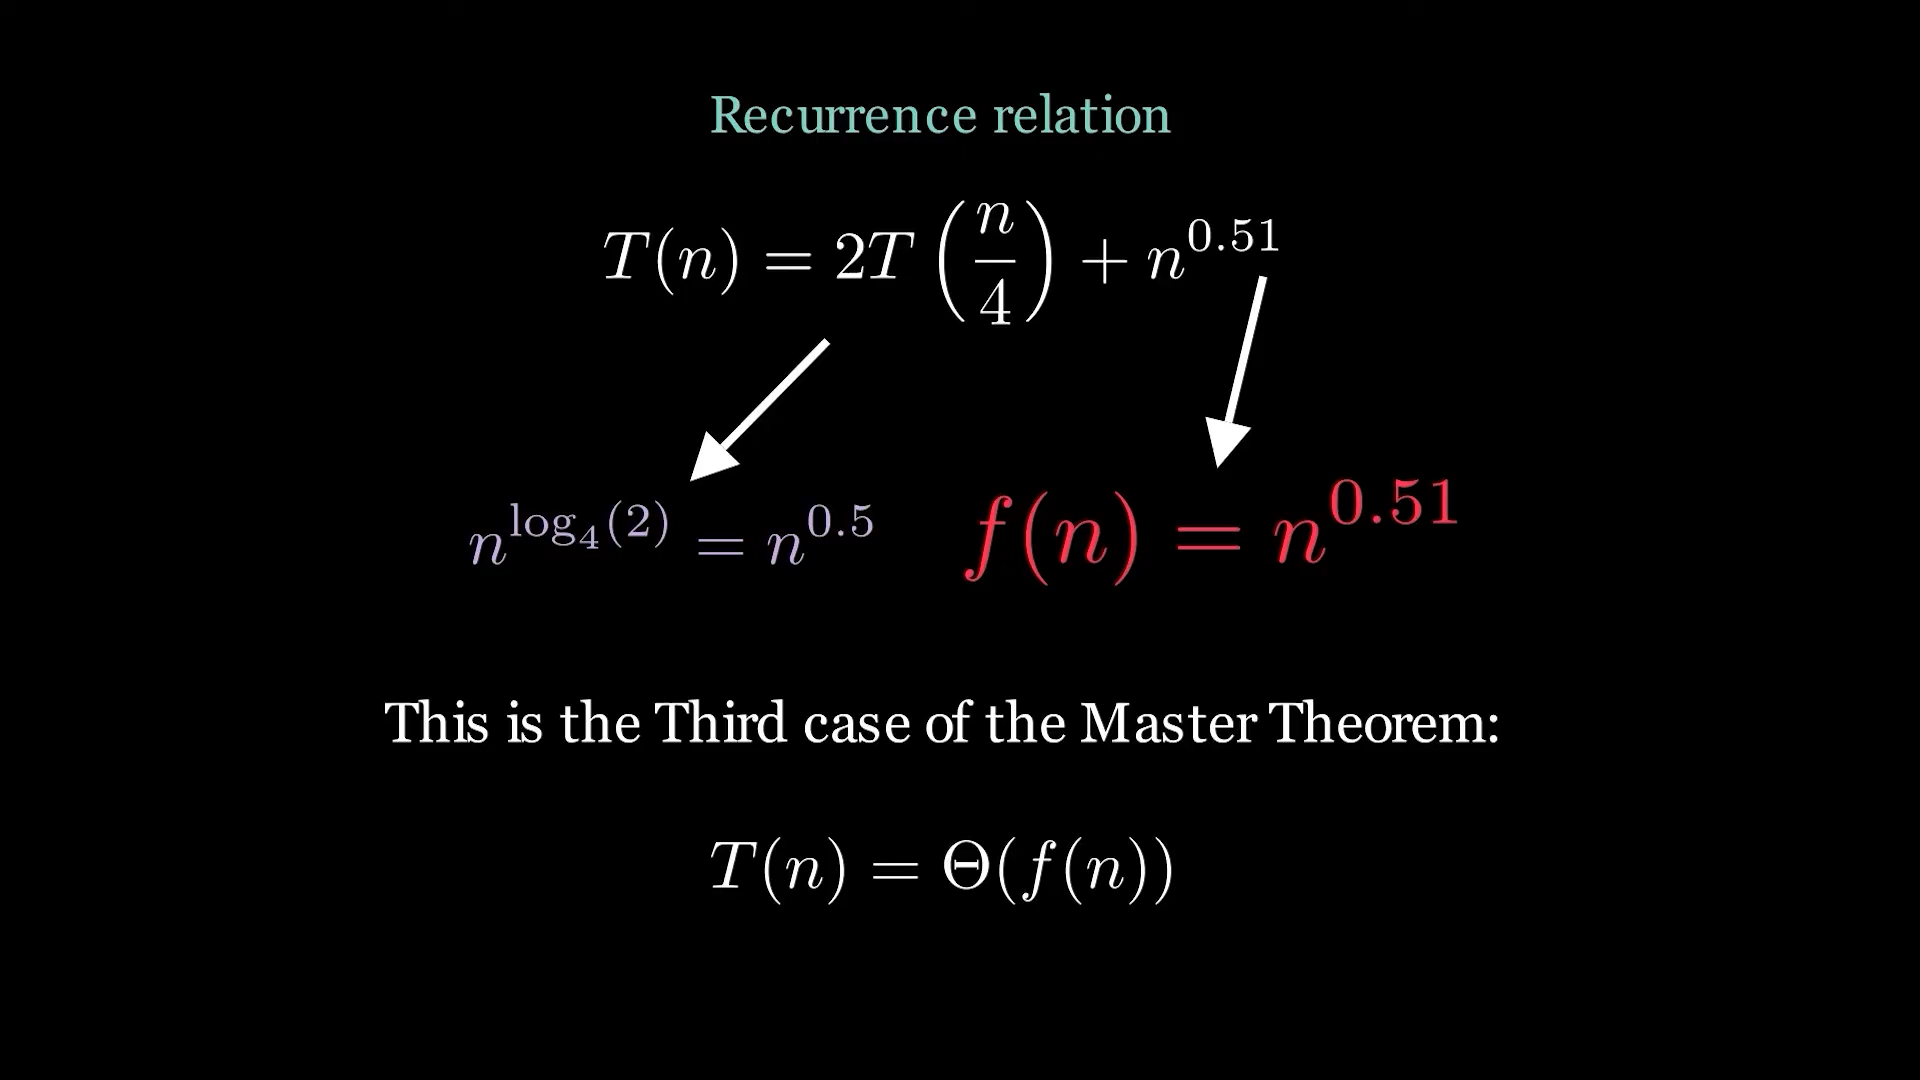 Recurrence relation
T(n) = 2T(n/4) + n^0.51
n^log_4(2) = n^0.5 f(n) = n^0.51
This is the Third case of the Master Theorem:
T(n) = Θ(f(n))